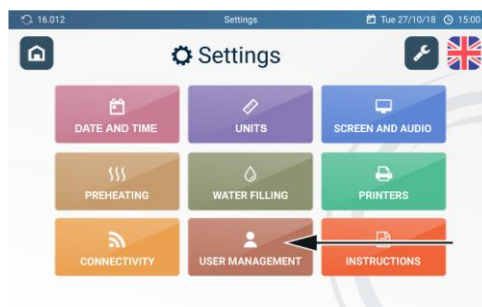 16.012 Settings Tue 27/10/18 15:00
Settings
DATE AND TIME UNITS SCREEN AND AUDIO
PREHEATING WATER FILLING PRINTERS
CONNECTIVITY USER MANAGEMENT INSTRUCTIONS